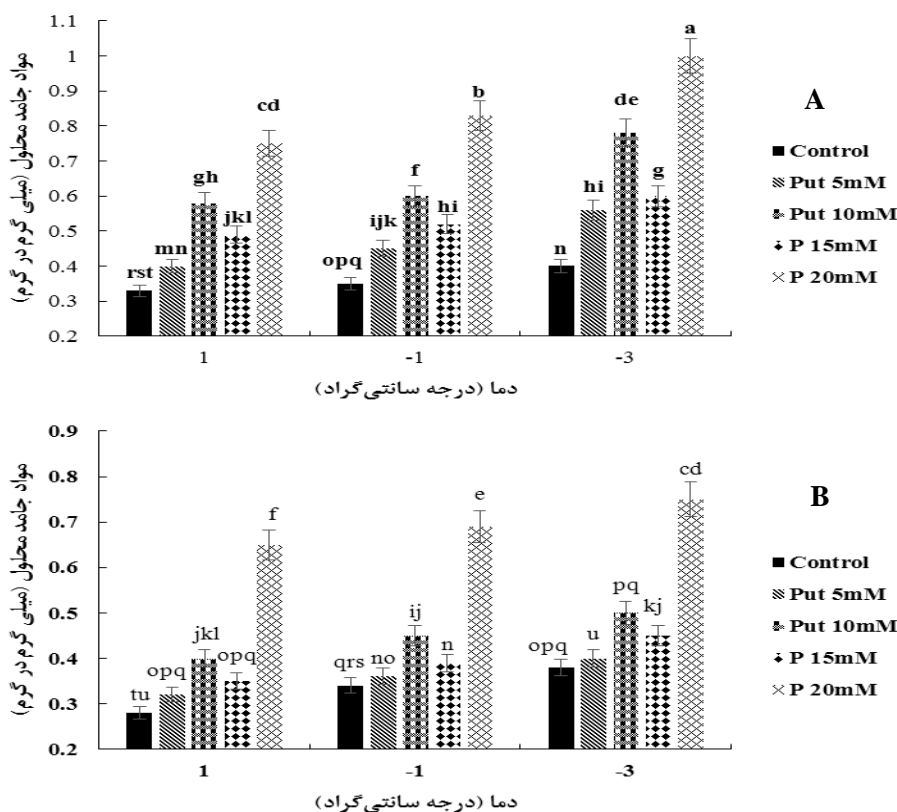 مواد جامد محلول (میلی گرم در گرم)
1.1
1
0.9
0.8
0.7
0.6
0.5
0.4
0.3
0.2
rst mn gh jkl cd
opq ijk f hi b
n hi de g a
1 -1 -3
دما (درجه سانتی‌گراد)
A
Control
Put 5mM
Put 10mM
P 15mM
P 20mM
مواد جامد محلول (میلی گرم در گرم)
0.9
0.8
0.7
0.6
0.5
0.4
0.3
0.2
tu opq jkl opq f
qrs no ij n e
opq u pq kj cd
1 -1 -3
دما (درجه سانتی‌گراد)
B
Control
Put 5mM
Put 10mM
P 15mM
P 20mM